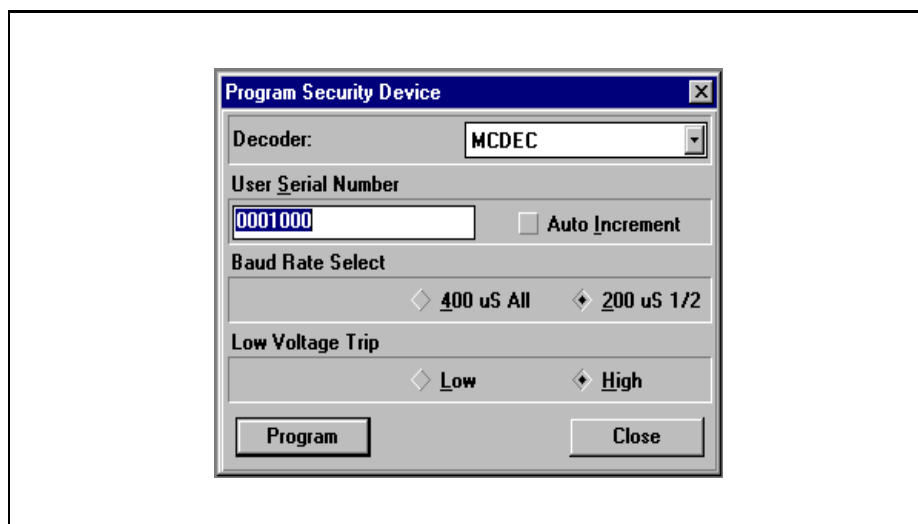 Program Security Device
Decoder: MCDEC
User Serial Number
0001000 Auto Increment
Baud Rate Select
400 uS All 200 uS 1/2
Low Voltage Trip
Low High
Program Close